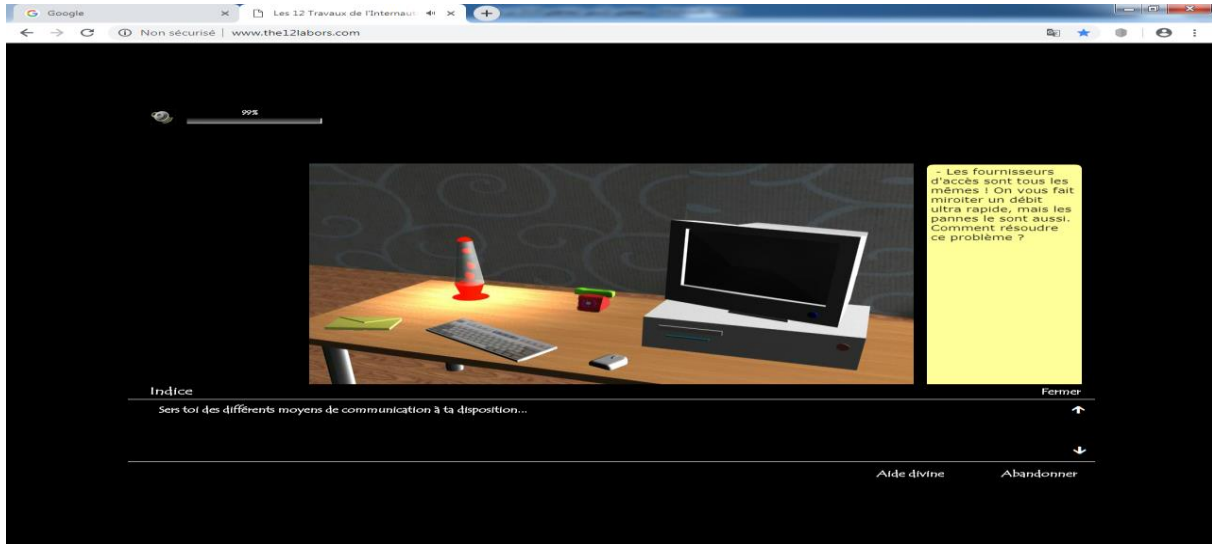 Google
Les 12 Travaux de l'Internaut
Non sécurisé | www.the12labors.com
99%
- Les fournisseurs
d'accès sont tous les
mêmes ! On vous fait
miroiter un débit
ultra rapide, mais les
pannes le sont aussi.
Comment résoudre
ce problème ?
Indice
Fermer
Sers toi des différents moyens de communication à ta disposition...
Aide divine
Abandonner